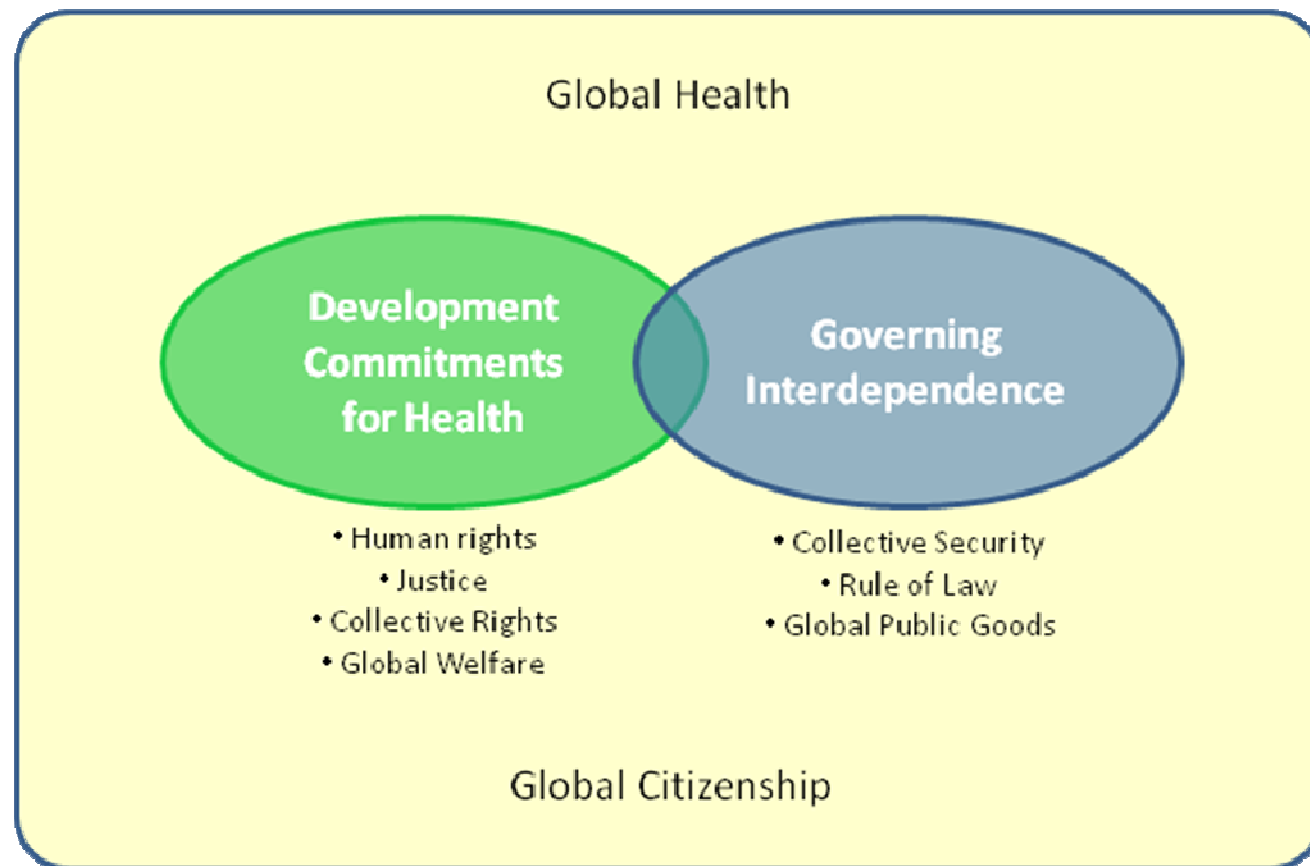 Global Health
Development
Commitments
for Health
Governing
Interdependence
• Human rights
• Justice
• Collective Rights
• Global Welfare
• Collective Security
• Rule of Law
• Global Public Goods
Global Citizenship